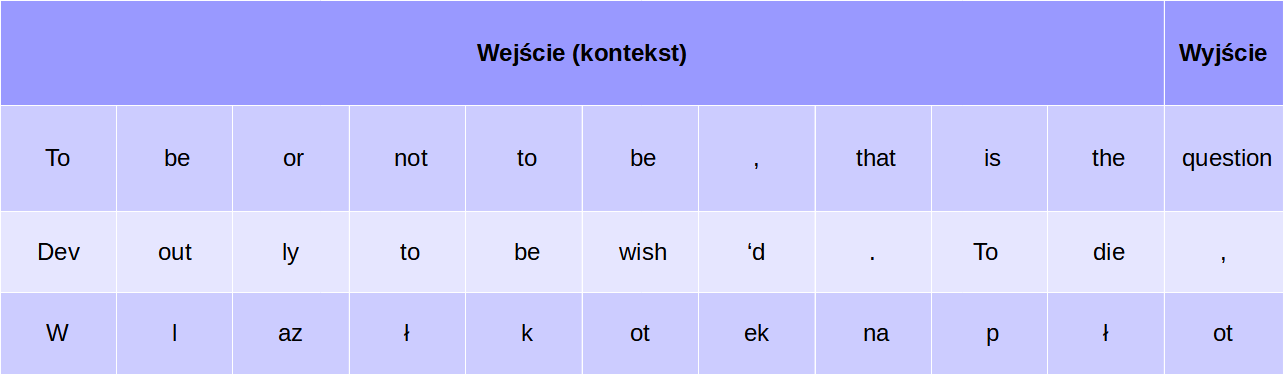 Wejście (kontekst) Wyjście
To be or not to be , that is the question
Dev out ly to be wish ‘d . To die ,
W l az ł k ot ek na p ł ot